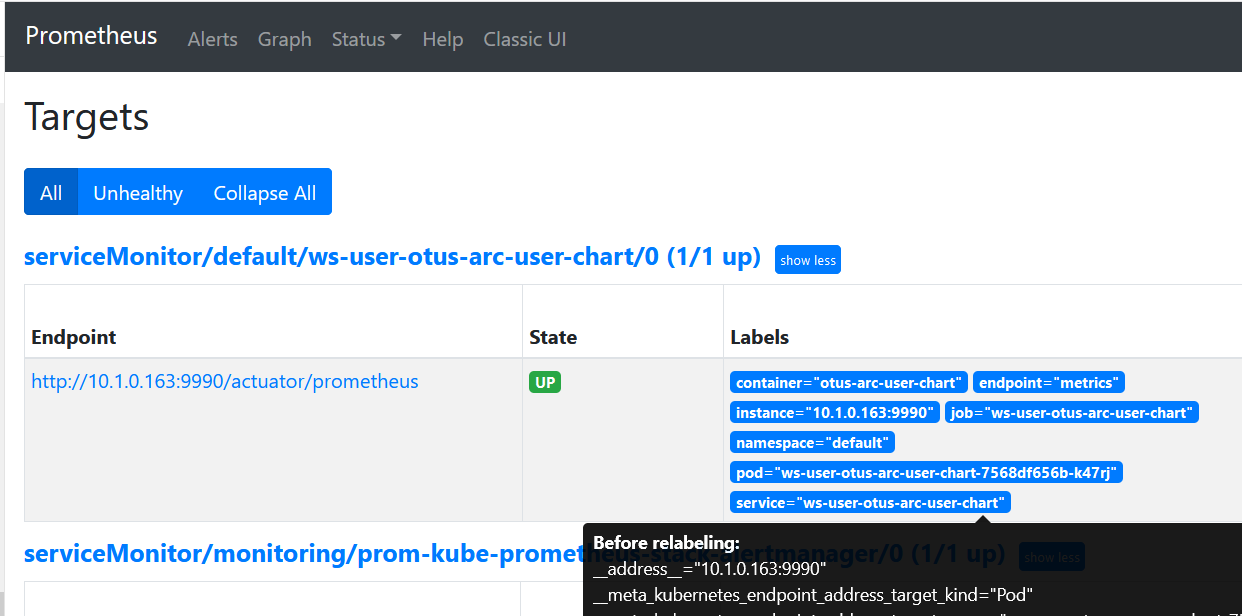 Prometheus Alerts Graph Status Help Classic UI
Targets
All Unhealthy Collapse All
serviceMonitor/default/ws-user-otus-arc-user-chart/0 (1/1 up) show less
Endpoint State Labels
http://10.1.0.163:9990/actuator/prometheus UP container="otus-arc-user-chart" endpoint="metrics"
instance="10.1.0.163:9990" job="ws-user-otus-arc-user-chart"
namespace="default"
pod="ws-user-otus-arc-user-chart-7568df656b-k47rj"
service="ws-user-otus-arc-user-chart"
Before relabeling:
serviceMonitor/monitoring/prom-kube-prometheus-stack-alertmanager/0 (1/1 up) show less
__address__="10.1.0.163:9990"
__meta_kubernetes_endpoint_address_target_kind="Pod"